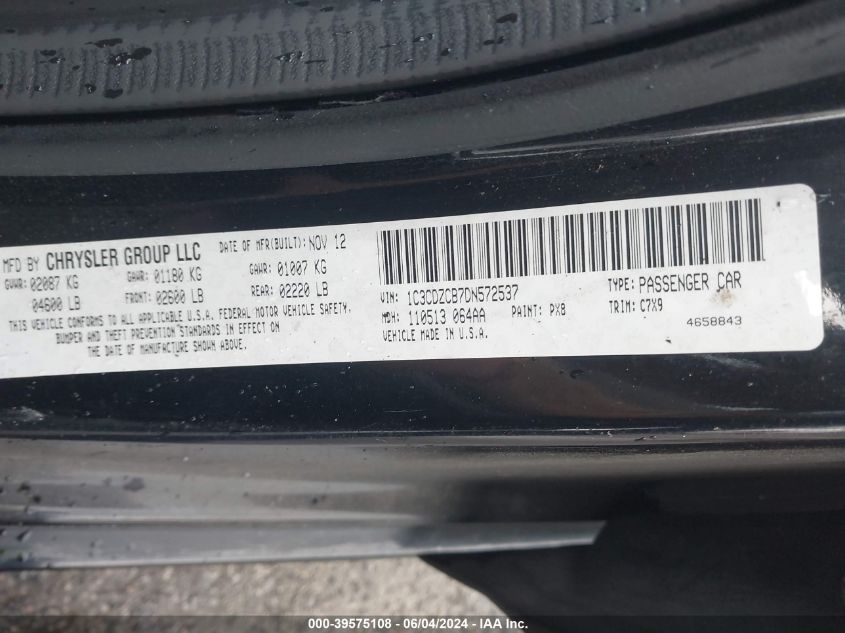 MFD BY CHRYSLER GROUP LLC DATE OF MFR(BUILT): NOV 12
GVWR: 02087 KG GAWR: 01180 KG GAWR: 01007 KG
04600 LB FRONT: 02600 LB REAR: 02220 LB
THIS VEHICLE CONFORMS TO ALL APPLICABLE U.S.A. FEDERAL MOTOR VEHICLE SAFETY,
BUMPER AND THEFT PREVENTION STANDARDS IN EFFECT ON
THE DATE OF MANUFACTURE SHOWN ABOVE.
VIN: 1C3CDZCB7DN572537 TYPE: PASSENGER CAR
MDH: 110513 064AA PAINT: PX8 TRIM: C7X9
VEHICLE MADE IN U.S.A. 4658843
000-39575108 - 06/04/2024 - IAA Inc.